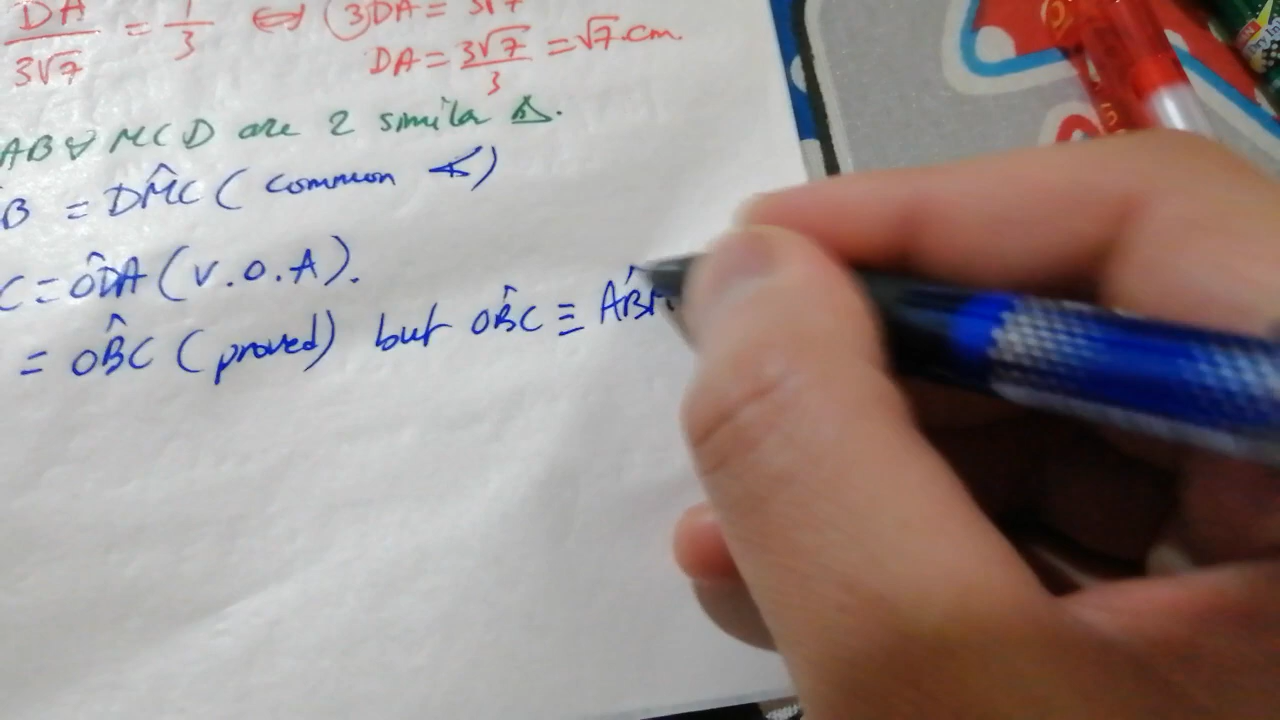 DA/3√7 = 1/3 ⇔ 3DA = 3√7
DA = 3√7/3 = √7 cm.
AB & MCD are 2 simila Δ.
B = DM̂C ( common ∢)
C = ÔDA (V.O.A).
= OB̂C ( proved) but OB̂C ≡ AB̂M